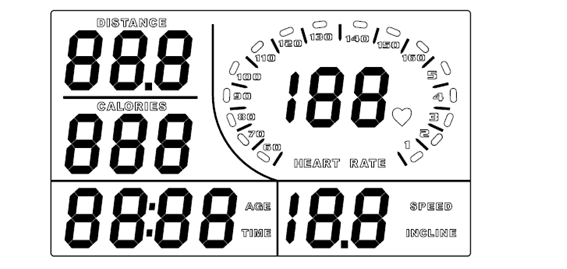 DISTANCE
88.8
CALORIES
888
60 70 80 90 100 110 120 130 140 150 160 5 4 3 2 1
188
HEART RATE
88:88 AGE
TIME
18.8 SPEED
INCLINE